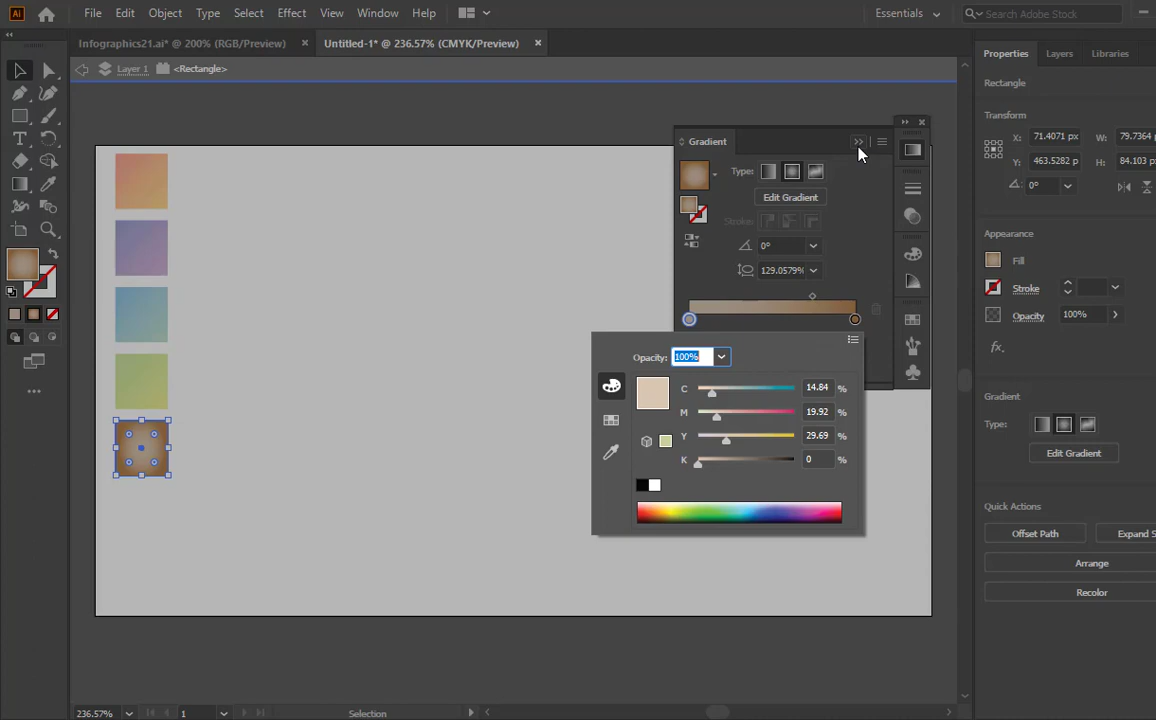 Ai File Edit Object Type Select Effect View Window Help Essentials Search Adobe Stock
Infographics21.ai* @ 200% (RGB/Preview) × Untitled-1* @ 236.57% (CMYK/Preview) ×
Layer 1 <Rectangle>
Gradient
Type:
Edit Gradient
Stroke:
0°
129.0579%
Opacity: 100%
C 14.84 %
M 19.92 %
Y 29.69 %
K 0 %
Properties Layers Libraries
Rectangle
Transform
X: 71.4071 px W: 79.7364
Y: 463.5282 p H: 84.103
0°
Appearance
Fill
Stroke
Opacity 100%
fx.
Gradient
Type:
Edit Gradient
Quick Actions
Offset Path Expand S
Arrange
Recolor
236.57% 1 Selection